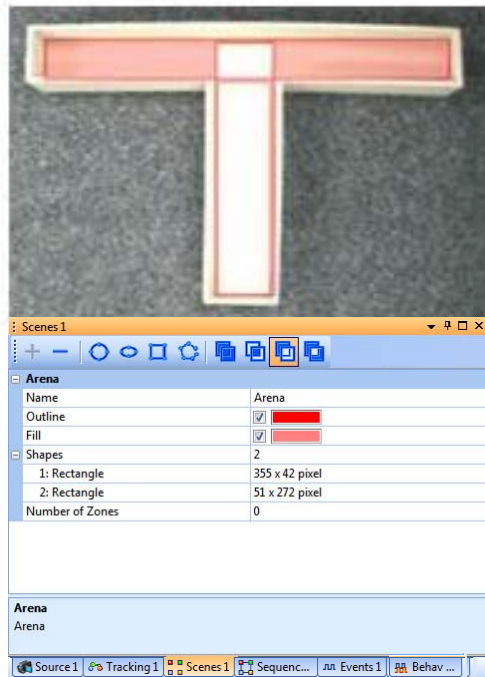 Scenes 1
Arena
Name Arena
Outline
Fill
Shapes 2
1: Rectangle 355 x 42 pixel
2: Rectangle 51 x 272 pixel
Number of Zones 0
Arena
Arena
Source 1 Tracking 1 Scenes 1 Sequenc... Events 1 Behav ...